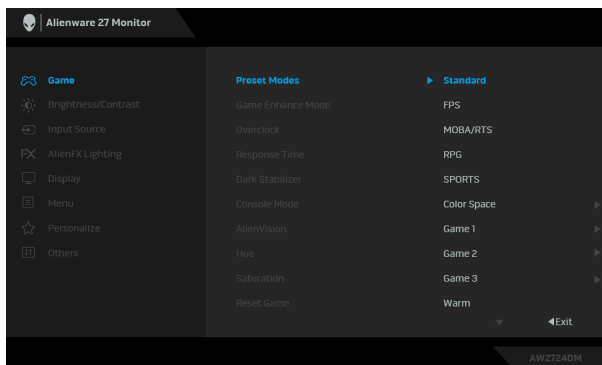 Alienware 27 Monitor
Game
Brightness/Contrast
Input Source
AlienFX Lighting
Display
Menu
Personalize
Others
Preset Modes
Game Enhance Mode
Overclock
Response Time
Dark Stabilizer
Console Mode
AlienVision
Hue
Saturation
Reset Game
Standard
FPS
MOBA/RTS
RPG
SPORTS
Color Space
Game 1
Game 2
Game 3
Warm
Exit
AW2724DM